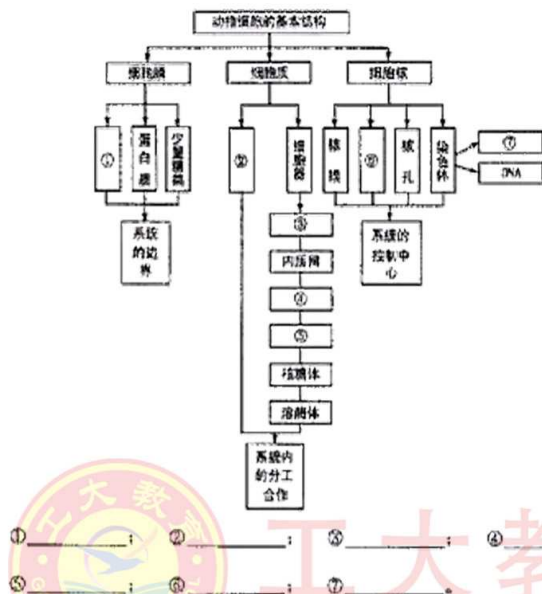 动物细胞的基本结构
细胞膜 细胞质 细胞核
① 蛋白质 少量糖类 ② 细胞器 核膜 ⑥ 核孔 染色体 ⑦
DNA
系统的边界
③
系统的控制中心
内质网
④
⑤
核糖体
溶酶体
系统内的分工合作
① ; ② ; ③ ; ④
⑤ ; ⑥ ; ⑦ 。
工大教育
工大教